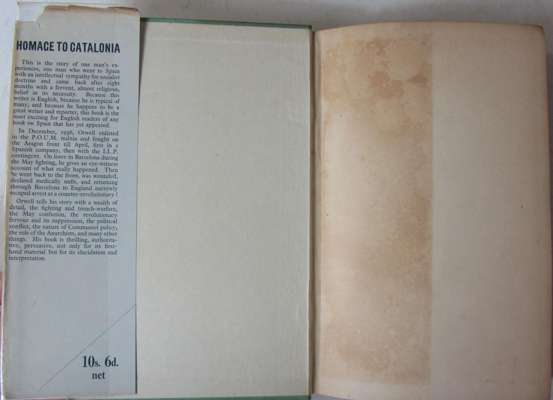 HOMAGE TO CATALONIA
This is the story of one man's ex-
periences, one man who went to Spain
with an intellectual sympathy for socialist
doctrine and came back after eight
months with a fervent, almost religious,
belief in its necessity. Because this
writer is English, because he is typical of
many, and because he happens to be a
great writer and reporter, this book is the
most exciting for English readers of any
book on Spain that has yet appeared.
In December, 1936, Orwell enlisted
in the P.O.U.M. militia and fought on
the Aragon front till April, first in a
Spanish company, then with the I.L.P.
contingent. On leave in Barcelona during
the May fighting, he gives an eye-witness
account of what really happened. Then
he went back to the front, was wounded,
declared medically unfit, and returning
through Barcelona to England narrowly
escaped arrest as a counter-revolutionary!
Orwell tells his story with a wealth of
detail, the fighting and trench-warfare,
the May confusion, the revolutionary
fervour and its suppression, the political
conflict, the nature of Communist policy,
the rôle of the Anarchists, and many other
things. His book is thrilling, authorita-
tive, persuasive, not only for its first-
hand material but for its elucidation and
interpretation.
10s. 6d.
net